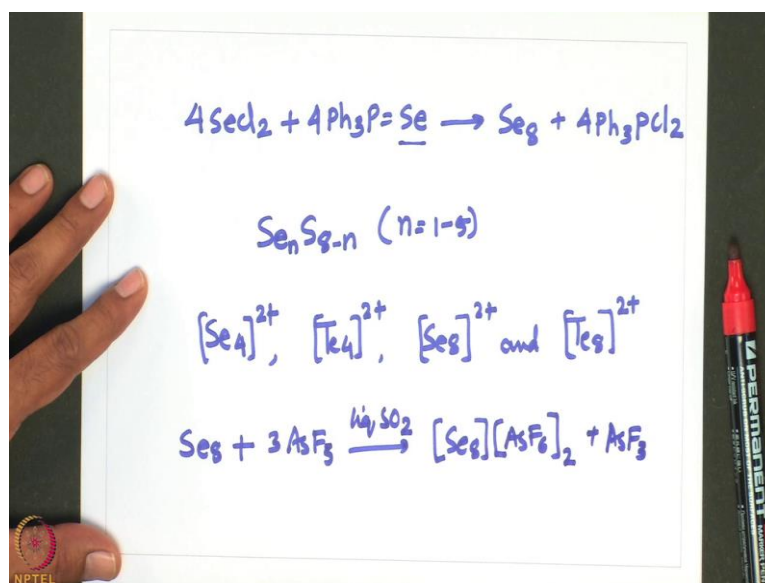 4SeCl₂ + 4Ph₃P=Se → Se₈ + 4Ph₃PCl₂
SeₙS₈₋ₙ (n=1-5)
[Se₄]²⁺, [Te₄]²⁺, [Se₈]²⁺ and [Te₈]²⁺
Se₈ + 3AsF₅ liq SO₂ → [Se₈][AsF₆]₂ + AsF₃
PERMANENT
NPTEL